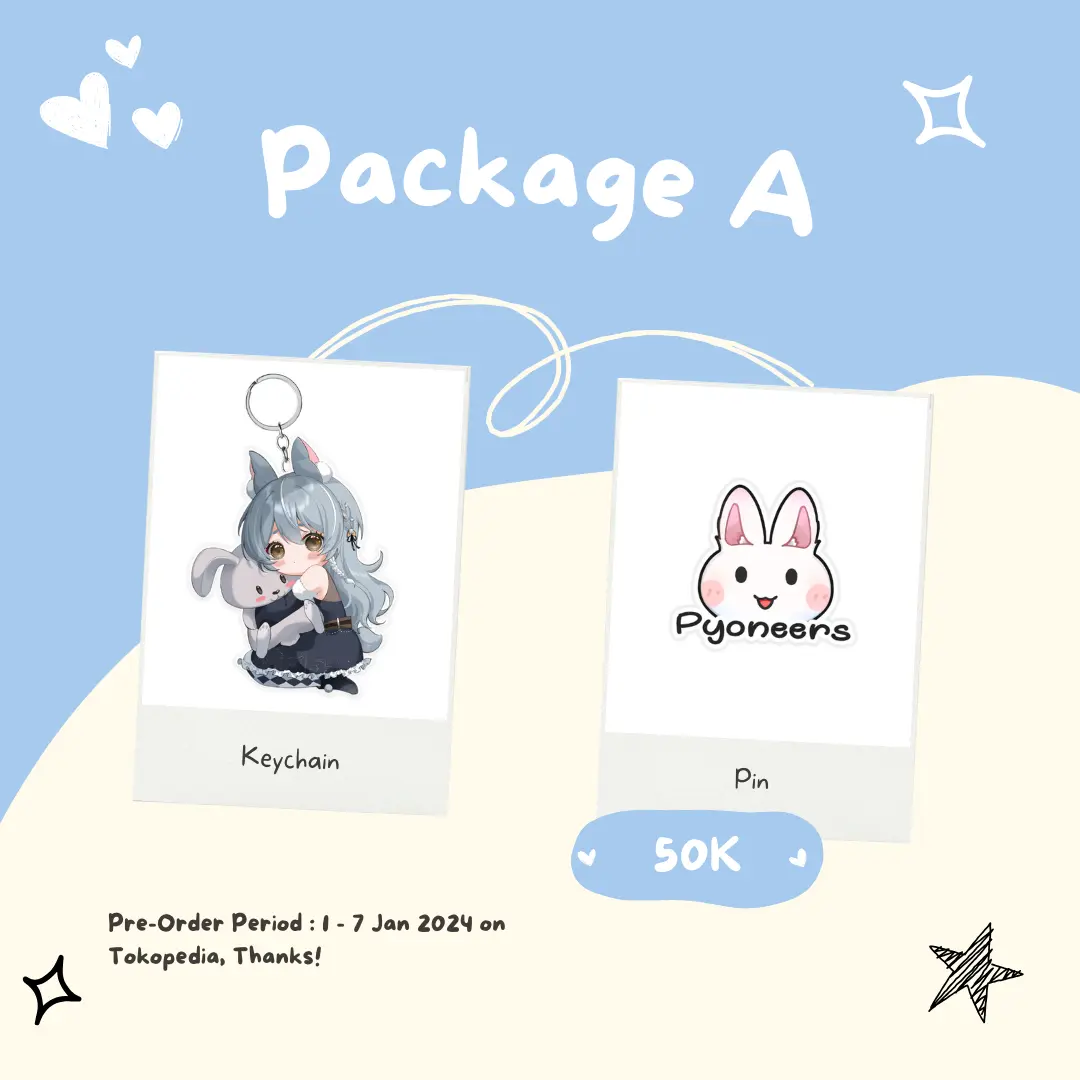 Package A
Pyoneers
Keychain
Pin
50K
Pre-Order Period : 1 - 7 Jan 2024 on
Tokopedia, Thanks!